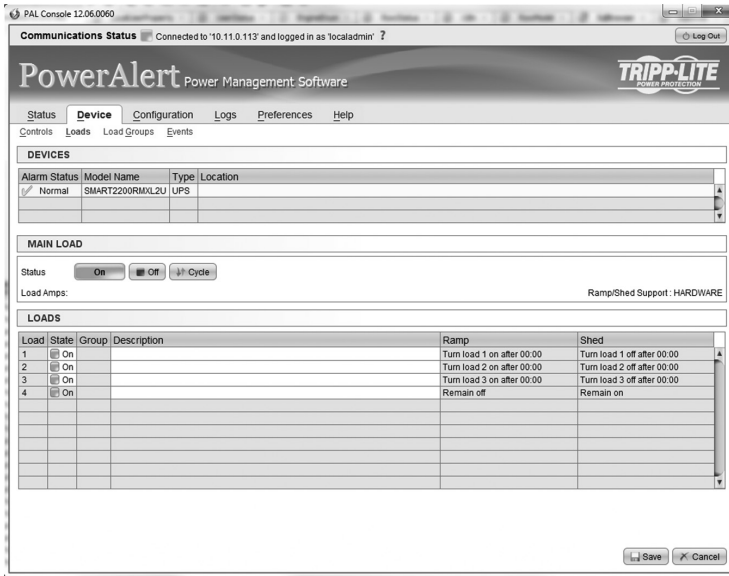 PAL Console 12.06.0060
Communications Status Connected to '10.11.0.113' and logged in as 'localadmin' ? Log Out
PowerAlert Power Management Software
TRIPP·LITE
POWER PROTECTION
Status Device Configuration Logs Preferences Help
Controls Loads Load Groups Events
DEVICES
Alarm Status Model Name Type Location
Normal SMART2200RMXL2U UPS
MAIN LOAD
Status On Off Cycle
Load Amps: Ramp/Shed Support : HARDWARE
LOADS
Load State Group Description Ramp Shed
1 On Turn load 1 on after 00:00 Turn load 1 off after 00:00
2 On Turn load 2 on after 00:00 Turn load 2 off after 00:00
3 On Turn load 3 on after 00:00 Turn load 3 off after 00:00
4 On Remain off Remain on
Save Cancel